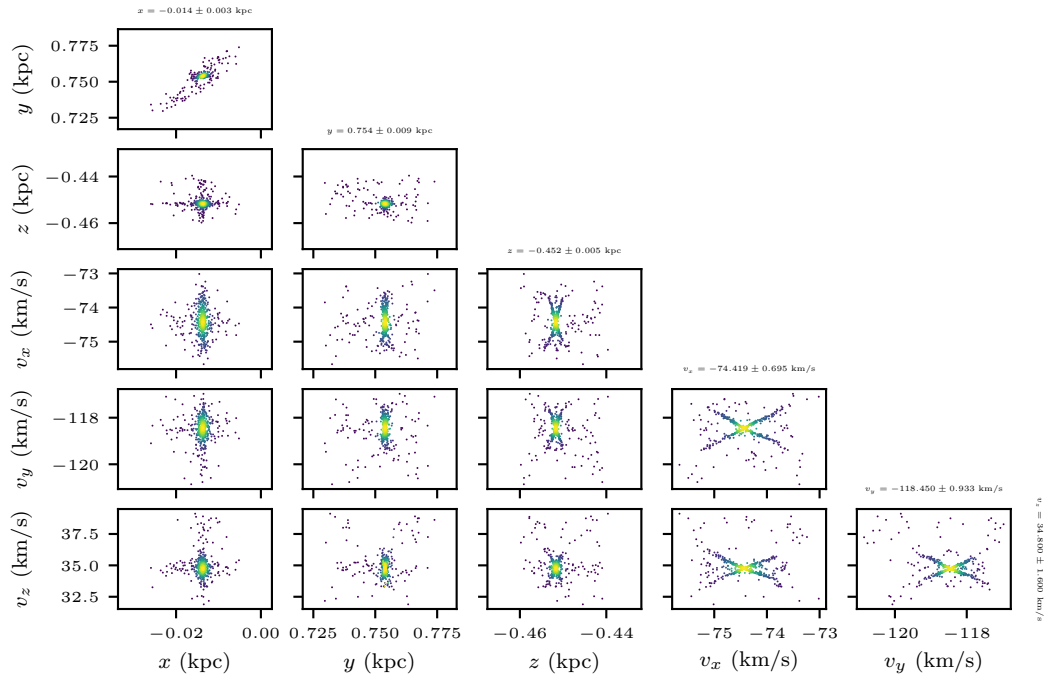 x = −0.014 ± 0.003 kpc
0.775
0.750
0.725
y (kpc)
y = 0.754 ± 0.009 kpc
−0.44
−0.46
z (kpc)
z = −0.452 ± 0.005 kpc
−73
−74
−75
v_x (km/s)
v_x = −74.419 ± 0.695 km/s
−118
−120
v_y (km/s)
v_y = −118.450 ± 0.933 km/s
37.5
35.0
32.5
v_z (km/s)
v_z = 34.800 ± 1.600 km/s
−0.02 0.00 0.725 0.750 0.775 −0.46 −0.44 −75 −74 −73 −120 −118
x (kpc) y (kpc) z (kpc) v_x (km/s) v_y (km/s)